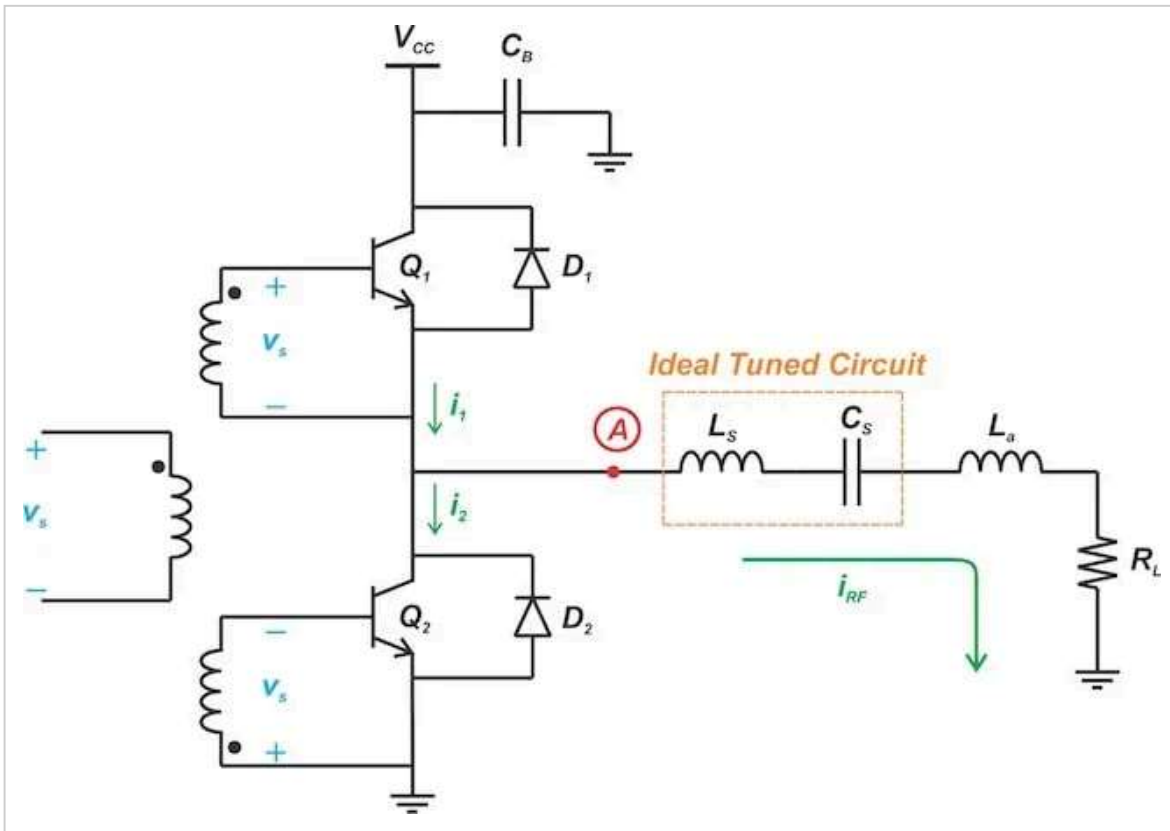 V_CC
C_B
Q_1
D_1
+
v_s
−
Ideal Tuned Circuit
i_1
A
L_s
C_s
L_a
+
v_s
−
i_2
R_L
i_RF
Q_2
D_2
−
v_s
+